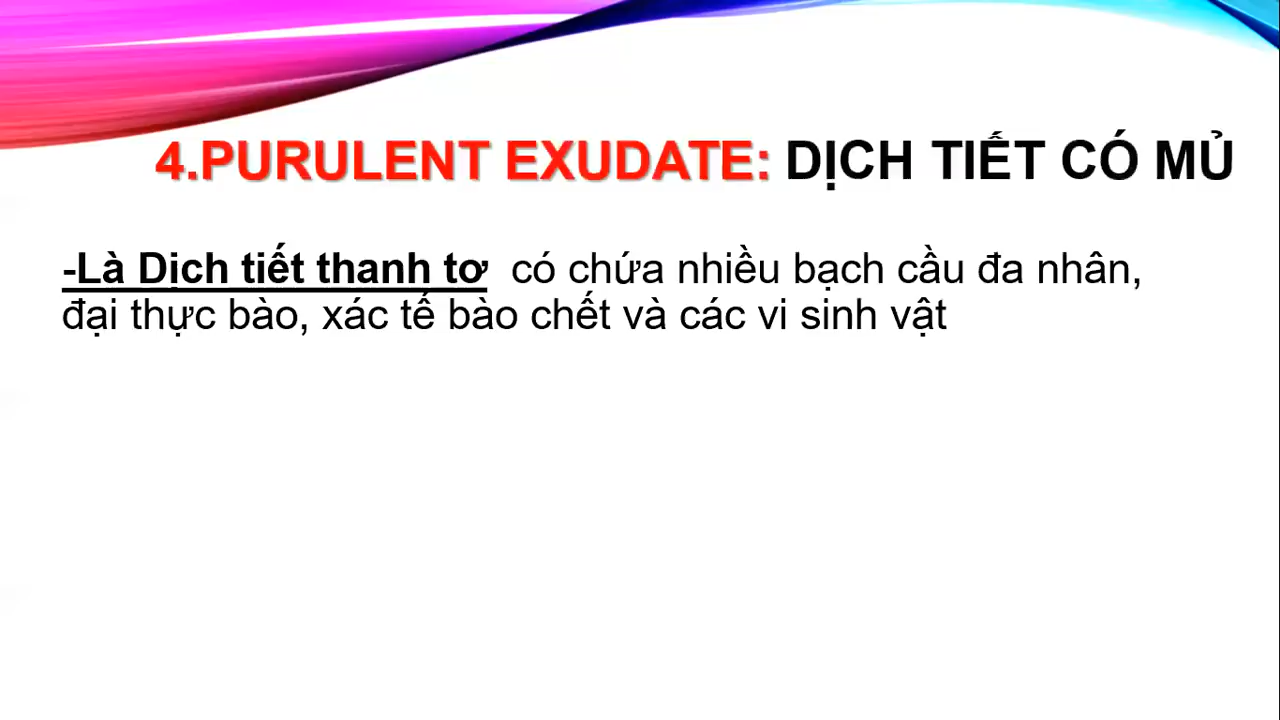 4.PURULENT EXUDATE: DỊCH TIẾT CÓ MỦ
-Là Dịch tiết thanh tơ có chứa nhiều bạch cầu đa nhân,
đại thực bào, xác tế bào chết và các vi sinh vật